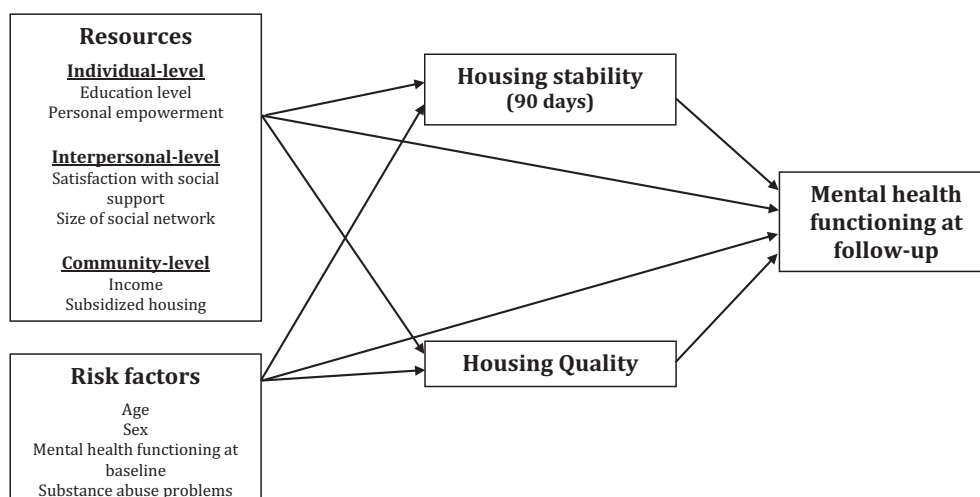 Resources
Individual-level
Education level
Personal empowerment
Interpersonal-level
Satisfaction with social
support
Size of social network
Community-level
Income
Subsidized housing
Risk factors
Age
Sex
Mental health functioning at
baseline
Substance abuse problems
Housing stability
(90 days)
Housing Quality
Mental health
functioning at
follow-up